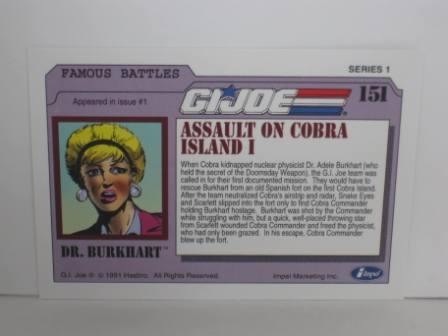 FAMOUS BATTLES
SERIES 1
Appeared in issue #1
G.I. JOE
151
ASSAULT ON COBRA
ISLAND I
When Cobra kidnapped nuclear physicist Dr. Adele Burkhart (who
held the secret of the Doomsday Weapon), the G.I. Joe team was
called in for their first documented mission. They would have to
rescue Burkhart from an old Spanish fort on the first Cobra Island.
After the team neutralized Cobra's airstrip and radar, Snake Eyes
and Scarlett slipped into the fort only to find Cobra Commander
holding Burkhart hostage. Burkhart was shot by the Commander
while struggling with him, but a quick, well-placed throwing star
from Scarlett wounded Cobra Commander and freed the physicist,
who had only been grazed. In his escape, Cobra Commander
blew up the fort.
DR. BURKHART
G.I. Joe ® © 1991 Hasbro. All Rights Reserved.
Impel Marketing Inc.
impel